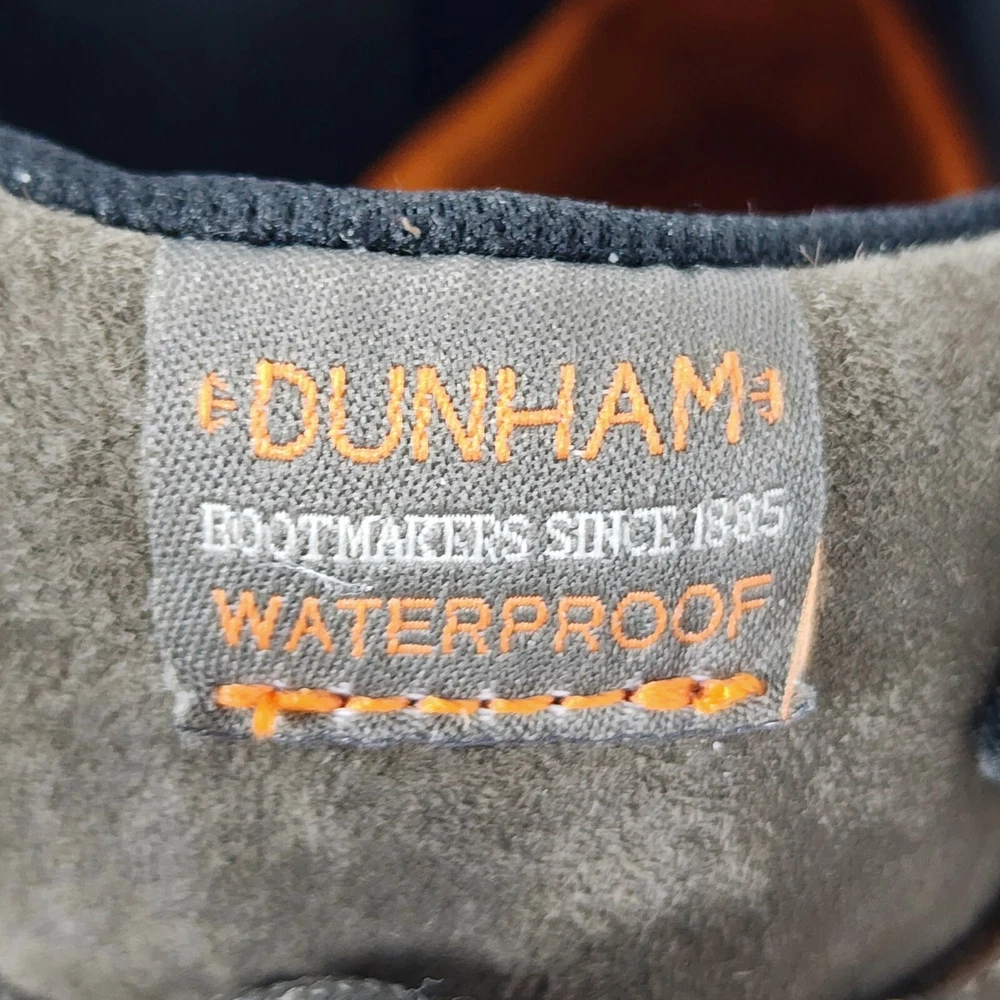 DUNHAM
BOOTMAKERS SINCE 1885
WATERPROOF